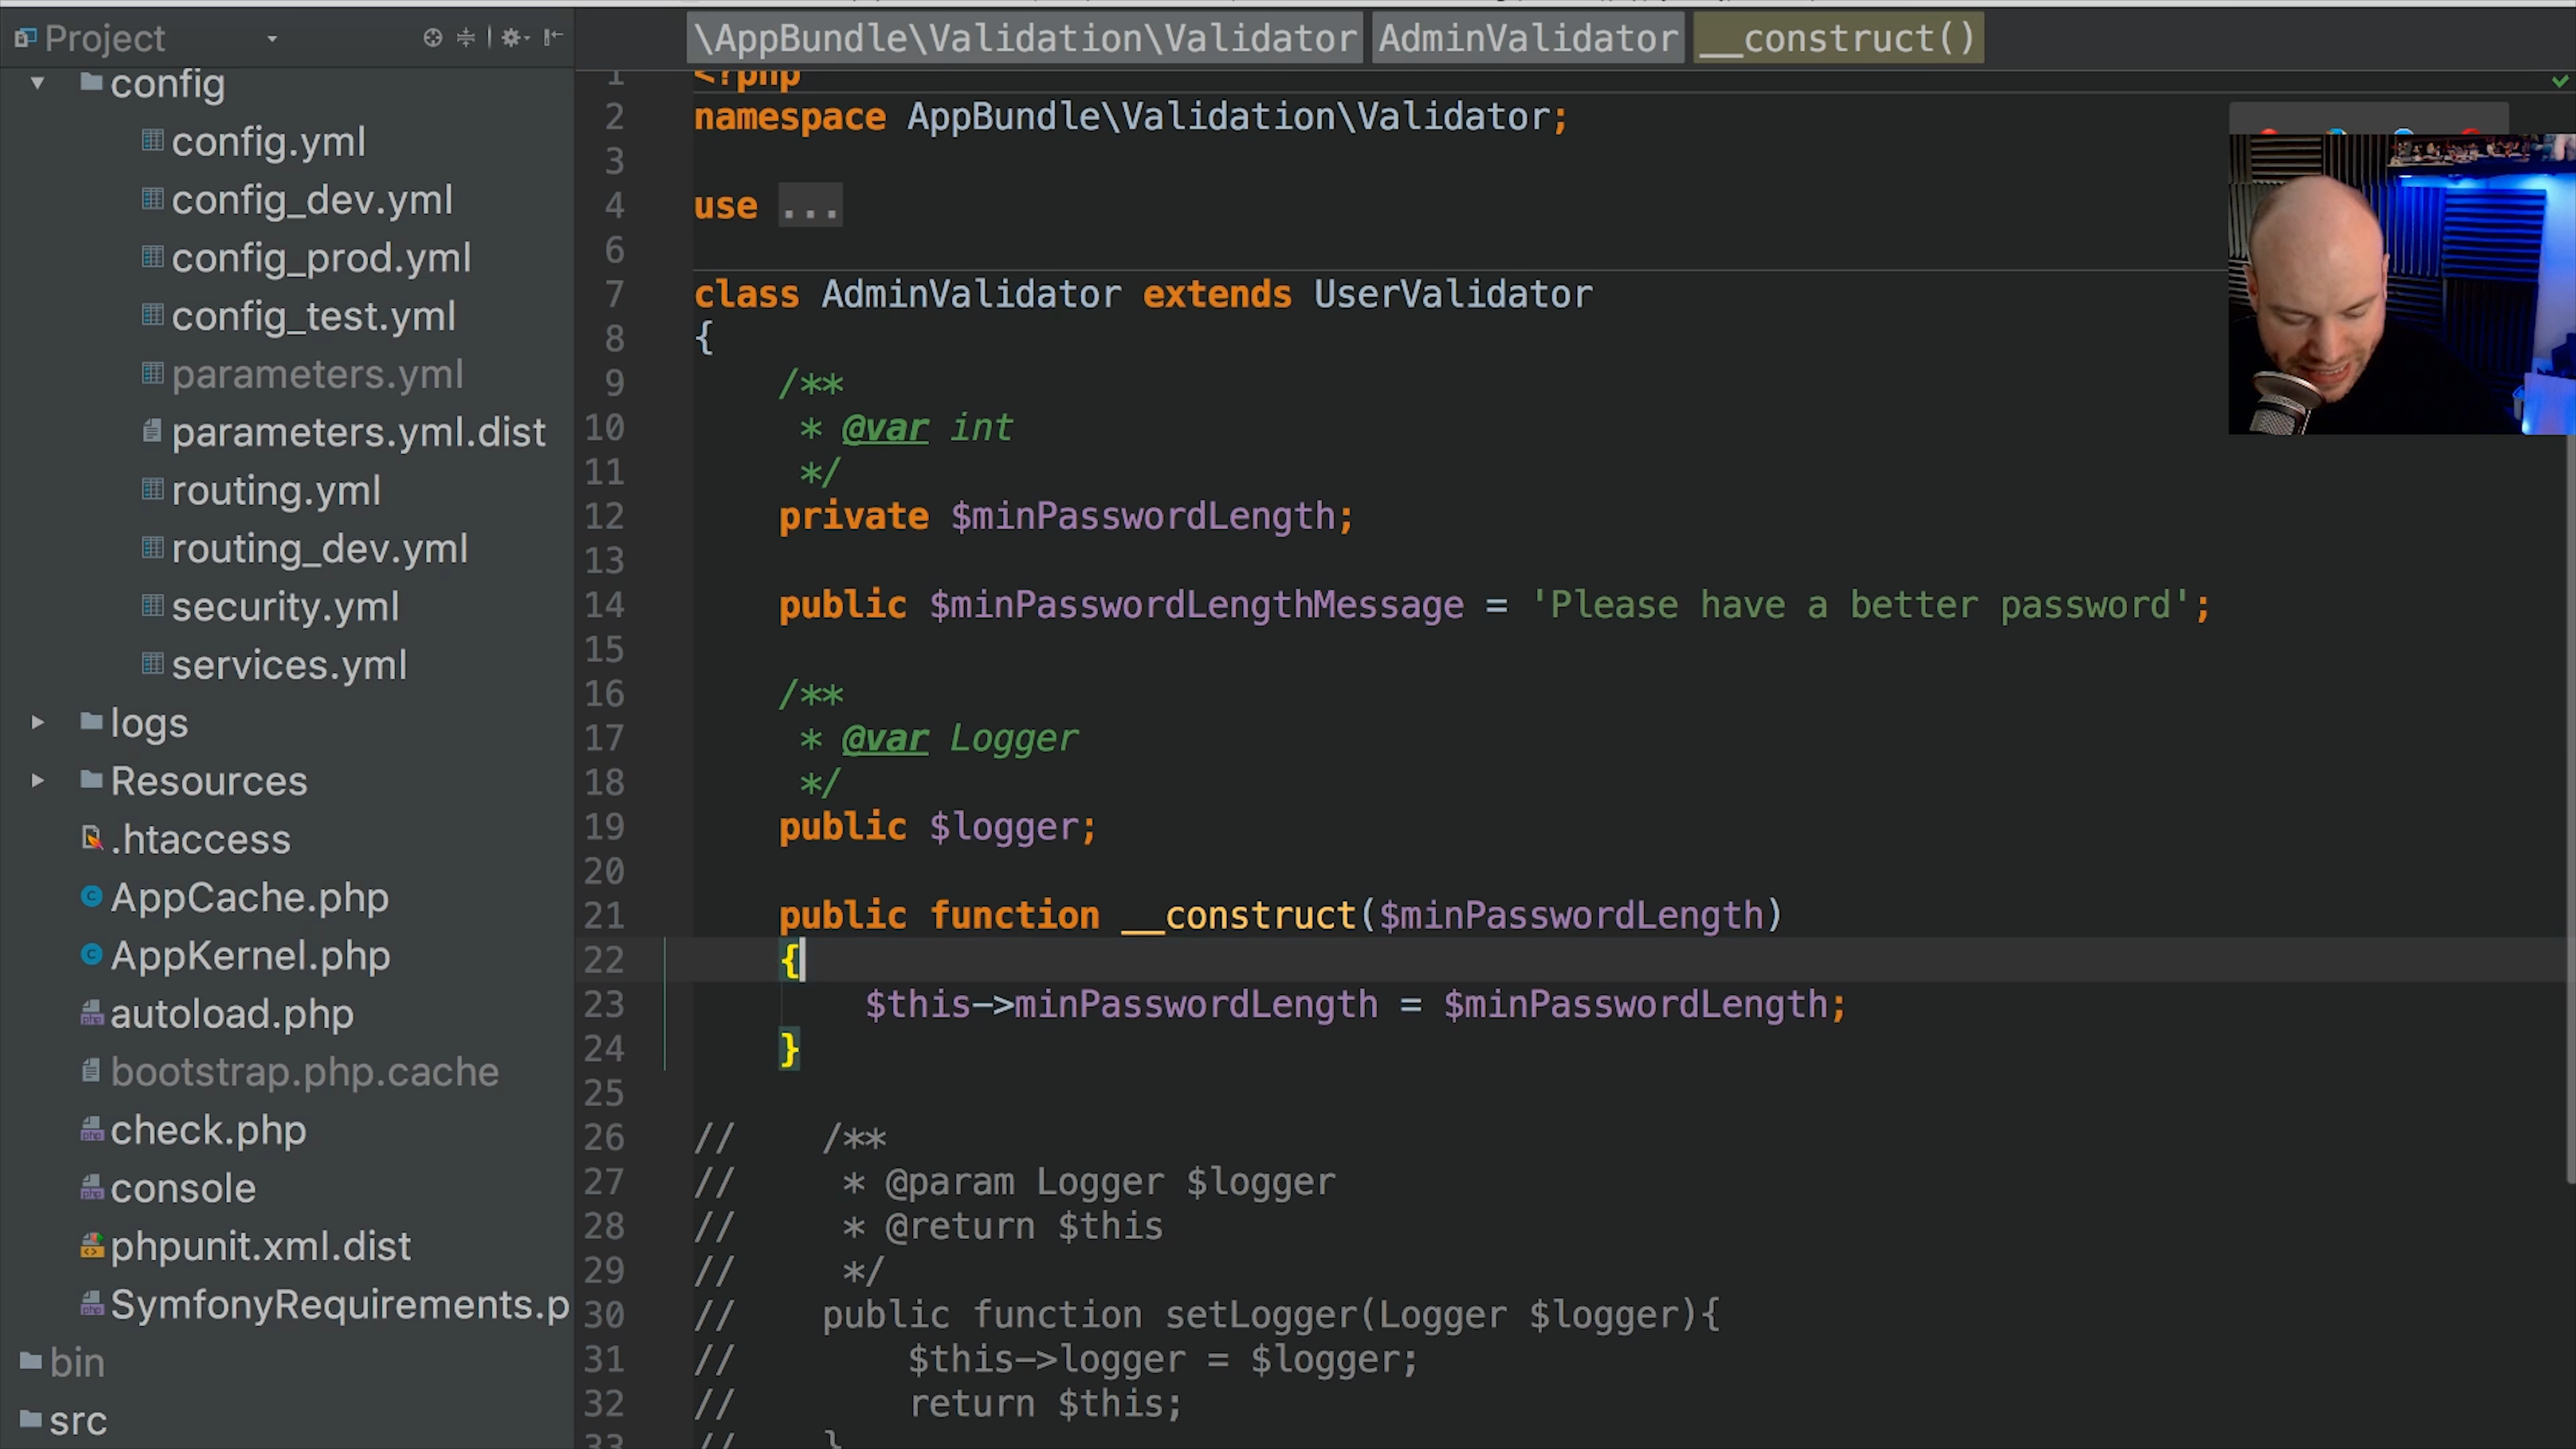 Project
config
config.yml
config_dev.yml
config_prod.yml
config_test.yml
parameters.yml
parameters.yml.dist
routing.yml
routing_dev.yml
security.yml
services.yml
logs
Resources
.htaccess
AppCache.php
AppKernel.php
autoload.php
bootstrap.php.cache
check.php
console
phpunit.xml.dist
SymfonyRequirements.p
bin
src
\AppBundle\Validation\Validator AdminValidator __construct()
1 <?php
2 namespace AppBundle\Validation\Validator;
3
4 use ...
6
7 class AdminValidator extends UserValidator
8 {
9 /**
10 * @var int
11 */
12 private $minPasswordLength;
13
14 public $minPasswordLengthMessage = 'Please have a better password';
15
16 /**
17 * @var Logger
18 */
19 public $logger;
20
21 public function __construct($minPasswordLength)
22 {
23 $this->minPasswordLength = $minPasswordLength;
24 }
25
26 // /**
27 // * @param Logger $logger
28 // * @return $this
29 // */
30 // public function setLogger(Logger $logger){
31 // $this->logger = $logger;
32 // return $this;
33 // }